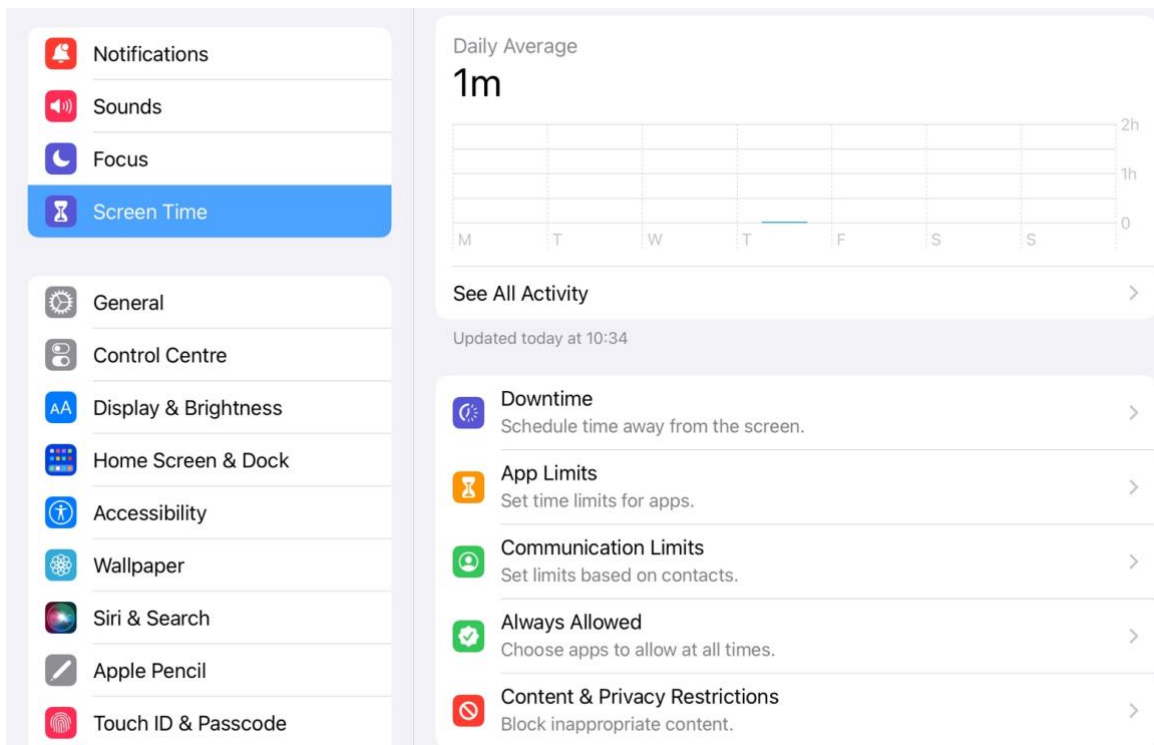 Notifications
Sounds
Focus
Screen Time
General
Control Centre
AA
Display & Brightness
Home Screen & Dock
Accessibility
Wallpaper
Siri & Search
Apple Pencil
Touch ID & Passcode
Daily Average
1m
2h
1h
0
M T W T F S S
See All Activity
Updated today at 10:34
Downtime
Schedule time away from the screen.
App Limits
Set time limits for apps.
Communication Limits
Set limits based on contacts.
Always Allowed
Choose apps to allow at all times.
Content & Privacy Restrictions
Block inappropriate content.